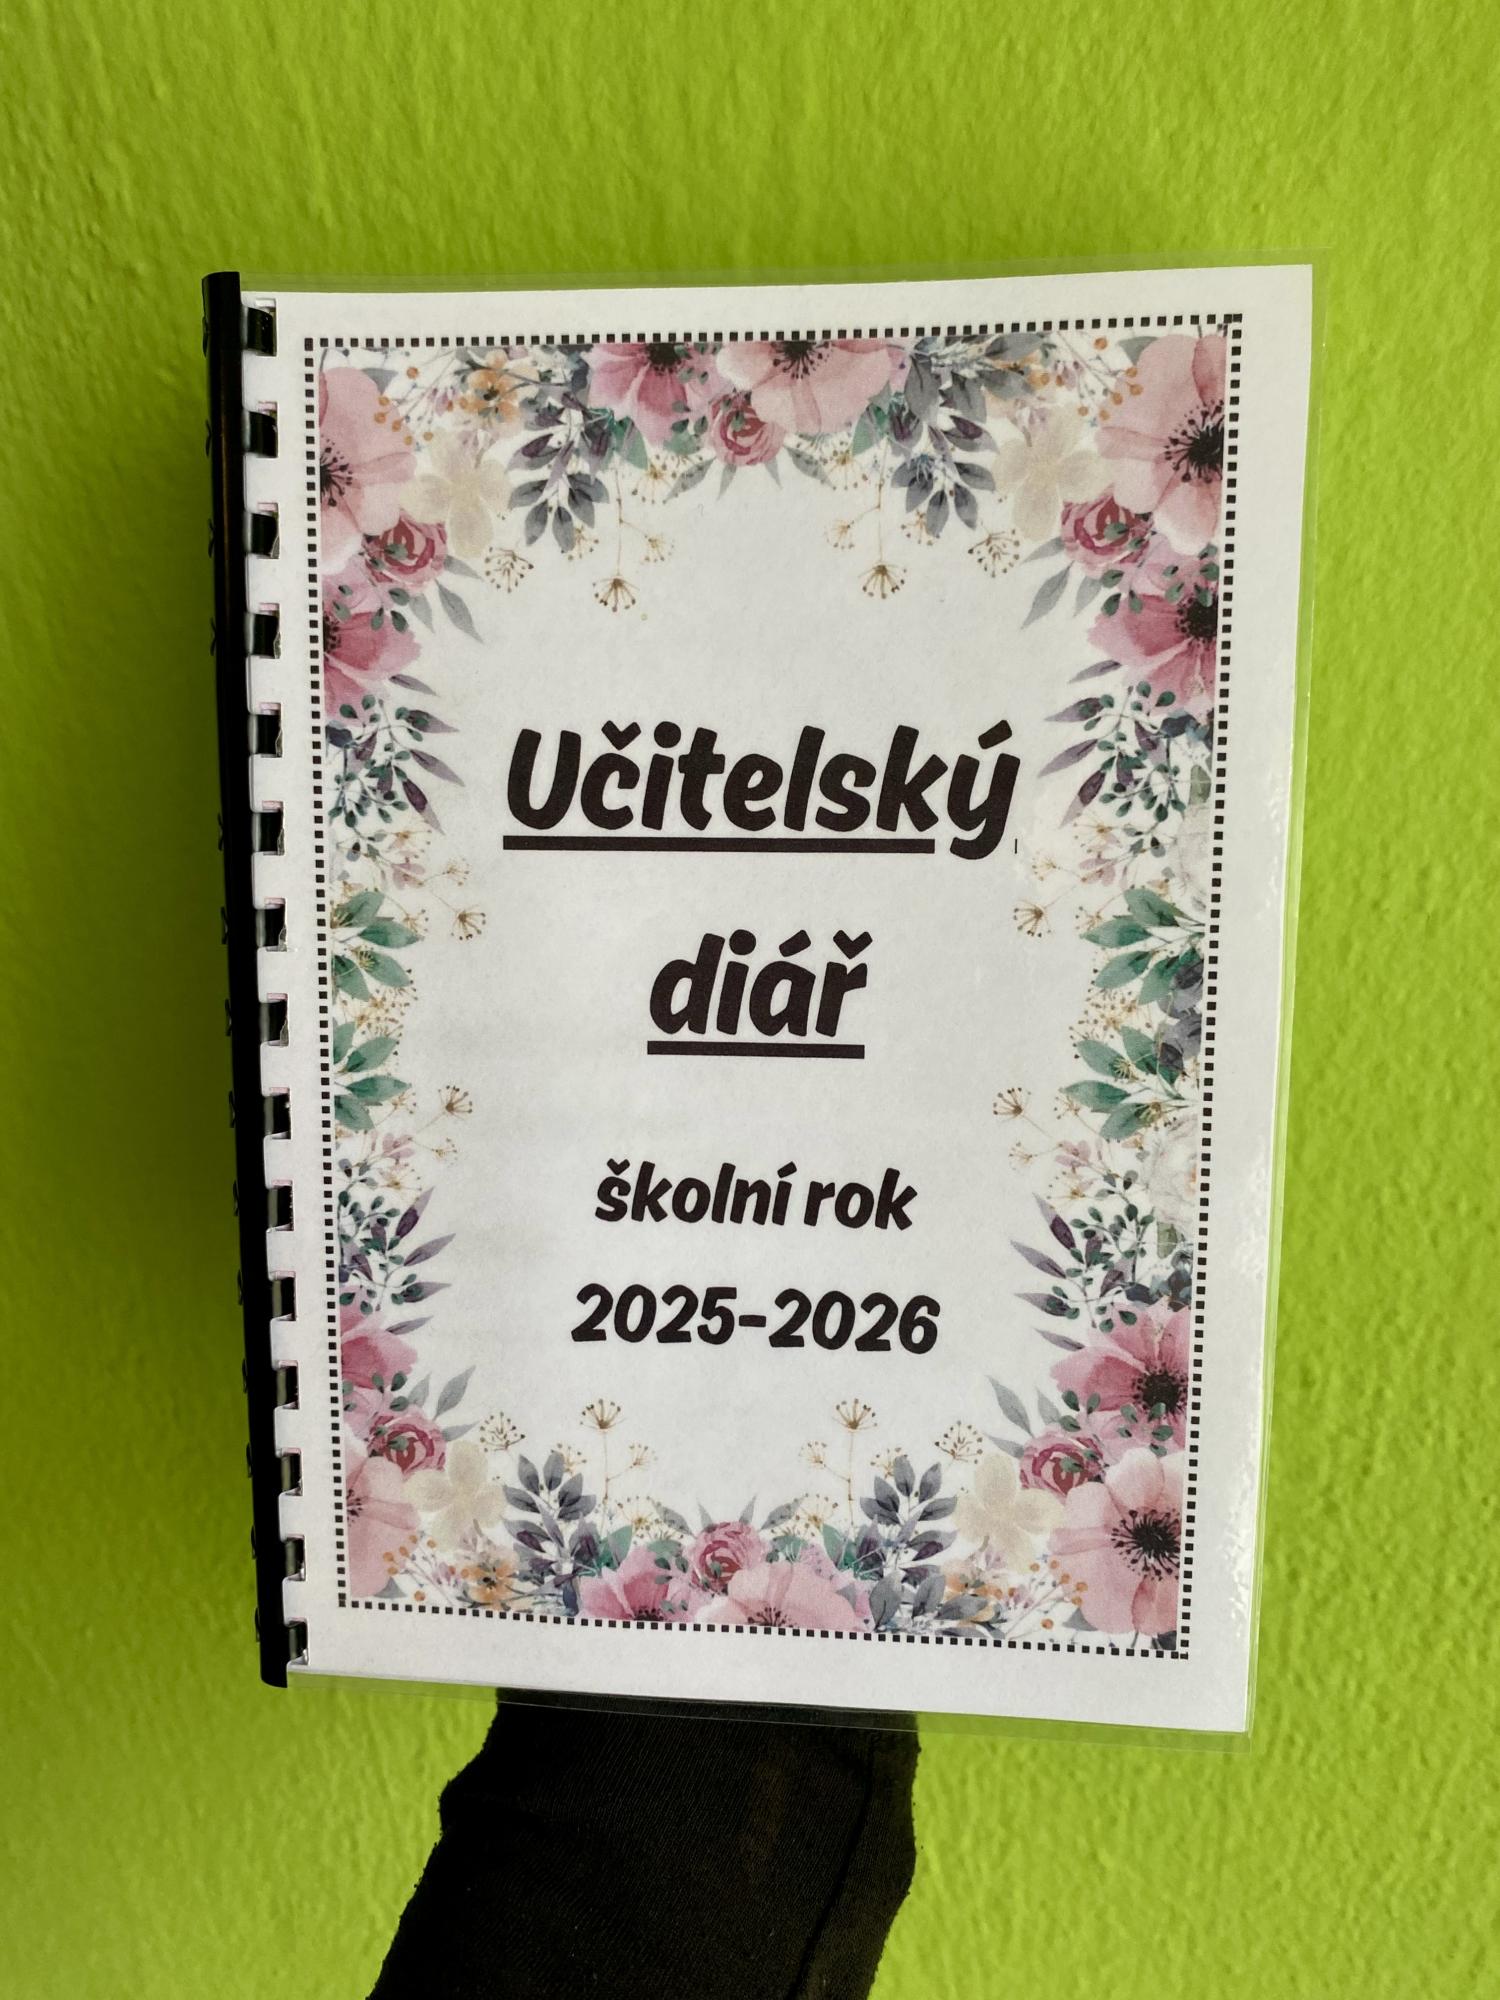 Učitelský
diář
školní rok
2025-2026